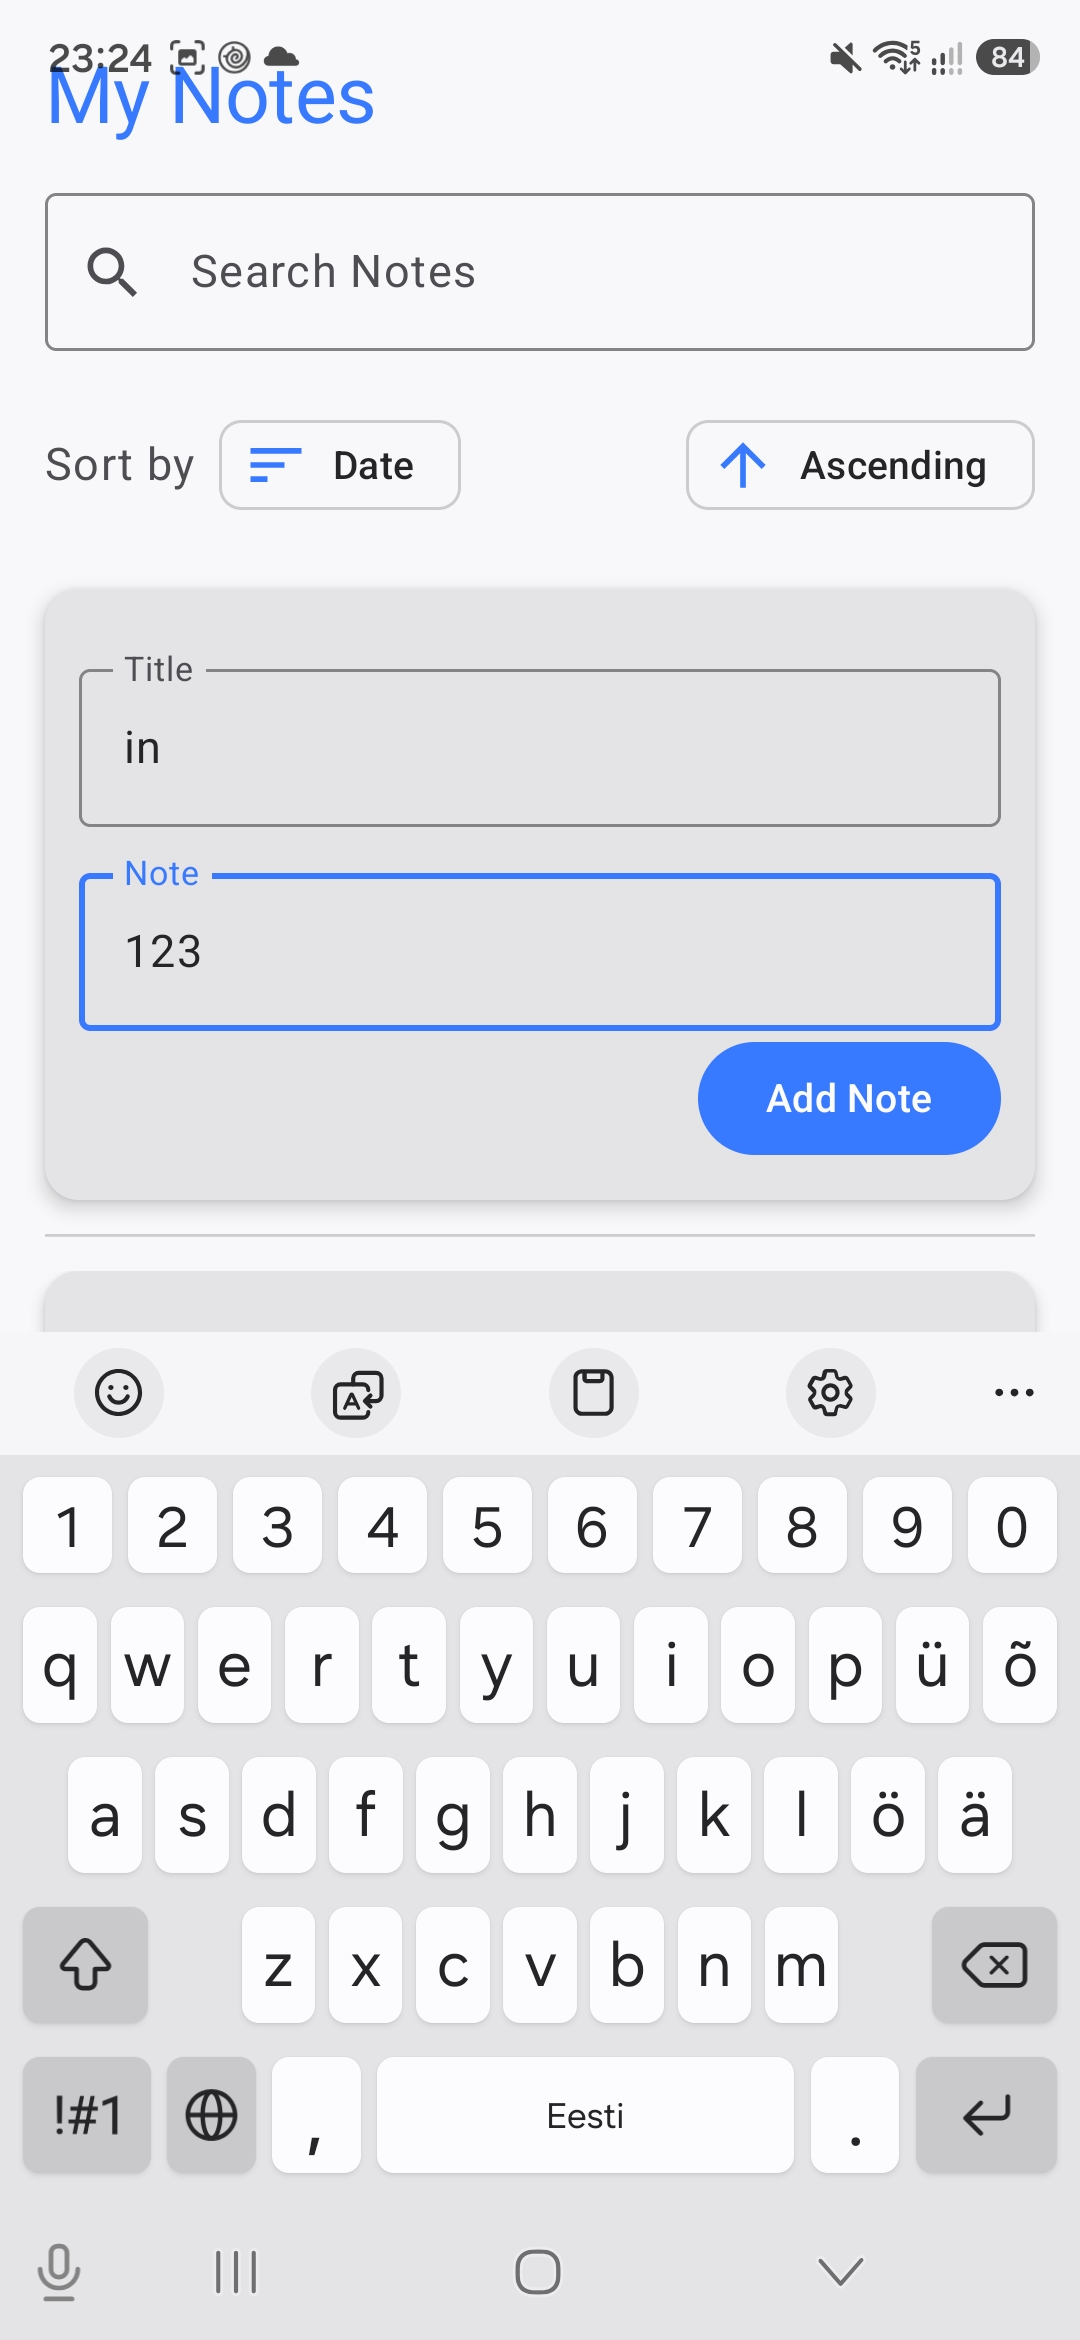 23:24 5 84
My Notes
Search Notes
Sort by Date Ascending
Title
in
Note
123
Add Note
1 2 3 4 5 6 7 8 9 0
q w e r t y u i o p ü õ
a s d f g h j k l ö ä
z x c v b n m
!#1 , Eesti .